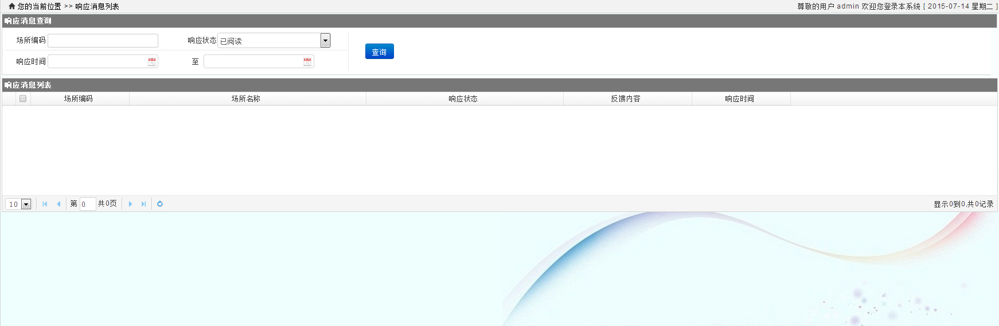 您的当前位置 >> 响应消息列表 尊敬的用户 admin 欢迎您登录本系统 [ 2015-07-14 星期二 ]
响应消息查询
场所编码 响应状态 已阅读
查询
响应时间 至
响应消息列表
场所编码 场所名称 响应状态 反馈内容 响应时间
10 第 0 共0页 显示0到0,共0记录